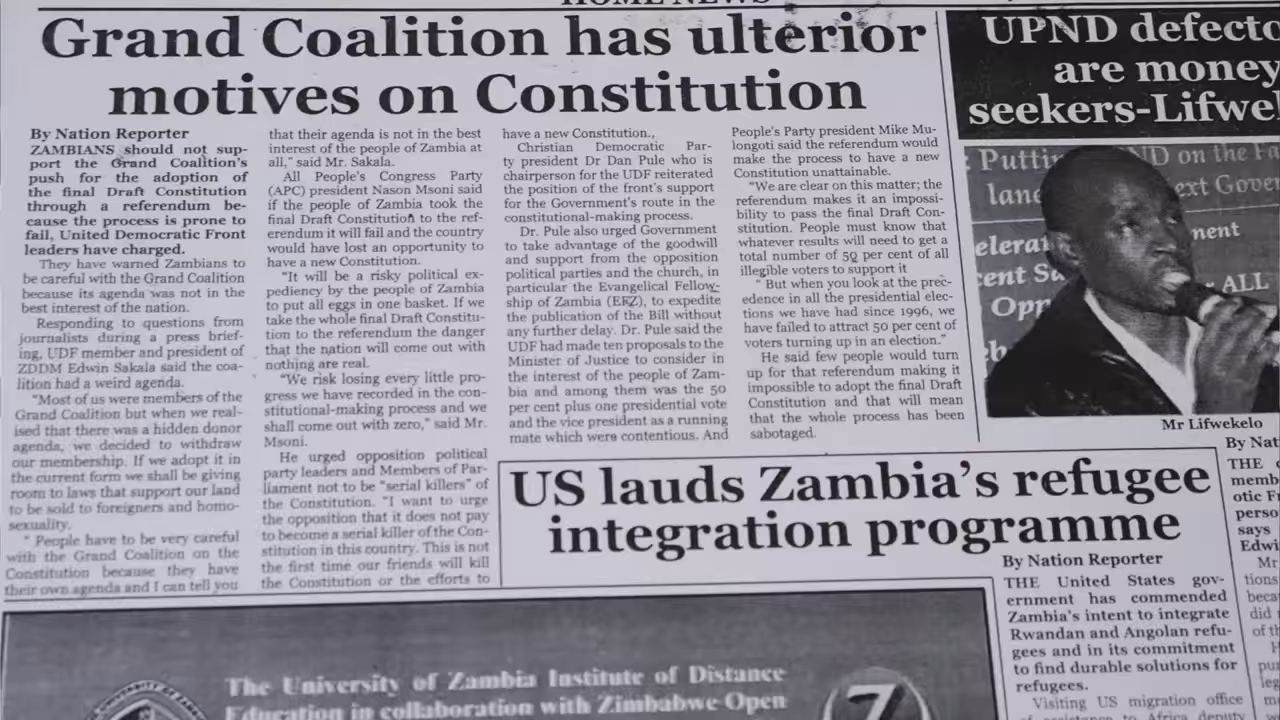 HOME NEWS
Grand Coalition has ulterior
motives on Constitution
By Nation Reporter
ZAMBIANS should not sup-
port the Grand Coalition's
push for the adoption of
the final Draft Constitution
through a referendum be-
cause the process is prone to
fail, United Democratic Front
leaders have charged.
They have warned Zambians to
be careful with the Grand Coalition
because its agenda was not in the
best interest of the nation.
Responding to questions from
journalists during a press brief-
ing, UDF member and president of
ZDDM Edwin Sakala said the coa-
lition had a weird agenda.
"Most of us were members of the
Grand Coalition but when we real-
ised that there was a hidden donor
agenda, we decided to withdraw
our membership. If we adopt it in
the current form we shall be giving
room to laws that support our land
to be sold to foreigners and homo-
sexuality.
" People have to be very careful
with the Grand Coalition on the
Constitution because they have
their own agenda and I can tell you
that their agenda is not in the best
interest of the people of Zambia at
all," said Mr. Sakala.
All People's Congress Party
(APC) president Nason Msoni said
if the people of Zambia took the
final Draft Constitution to the ref-
erendum it will fail and the country
would have lost an opportunity to
have a new Constitution.
"It will be a risky political ex-
pediency by the people of Zambia
to put all eggs in one basket. If we
take the whole final Draft Constitu-
tion to the referendum the danger
that the nation will come out with
nothing are real.
"We risk losing every little pro-
gress we have recorded in the con-
stitutional-making process and we
shall come out with zero," said Mr.
Msoni.
He urged opposition political
party leaders and Members of Par-
liament not to be "serial killers" of
the Constitution. "I want to urge
the opposition that it does not pay
to become a serial killer of the Con-
stitution in this country. This is not
the first time our friends will kill
the Constitution or the efforts to
have a new Constitution.,
Christian Democratic Par-
ty president Dr Dan Pule who is
chairperson for the UDF reiterated
the position of the front's support
for the Government's route in the
constitutional-making process.
Dr. Pule also urged Government
to take advantage of the goodwill
and support from the opposition
political parties and the church, in
particular the Evangelical Fellow-
ship of Zambia (EFZ), to expedite
the publication of the Bill without
any further delay. Dr. Pule said the
UDF had made ten proposals to the
Minister of Justice to consider in
the interest of the people of Zam-
bia and among them was the 50
per cent plus one presidential vote
and the vice president as a running
mate which were contentious. And
People's Party president Mike Mu-
longoti said the referendum would
make the process to have a new
Constitution unattainable.
"We are clear on this matter; the
referendum makes it an impossi-
bility to pass the final Draft Con-
stitution. People must know that
whatever results will need to get a
total number of 50 per cent of all
illegible voters to support it
" But when you look at the prec-
edence in all the presidential elec-
tions we have had since 1996, we
have failed to attract 50 per cent of
voters turning up in an election."
He said few people would turn
up for that referendum making it
impossible to adopt the final Draft
Constitution and that will mean
that the whole process has been
sabotaged.
UPND defecto
are money
seekers-Lifwel
Puttin
ND on the Fa
land
ext Gover
elerat
ment
cent Su
ALL
Opp
Mr Lifwekelo
By Nat
THE
memb
otic F
perso
says
Edwi
Mr
tions
beca
did
of th
pu
leg
US lauds Zambia's refugee
integration programme
By Nation Reporter
THE United States gov-
ernment has commended
Zambia's intent to integrate
Rwandan and Angolan refu-
gees and in its commitment
to find durable solutions for
refugees.
Visiting US migration office
The University of Zambia Institute of Distance
Education in collaboration with Zimbabwe Open